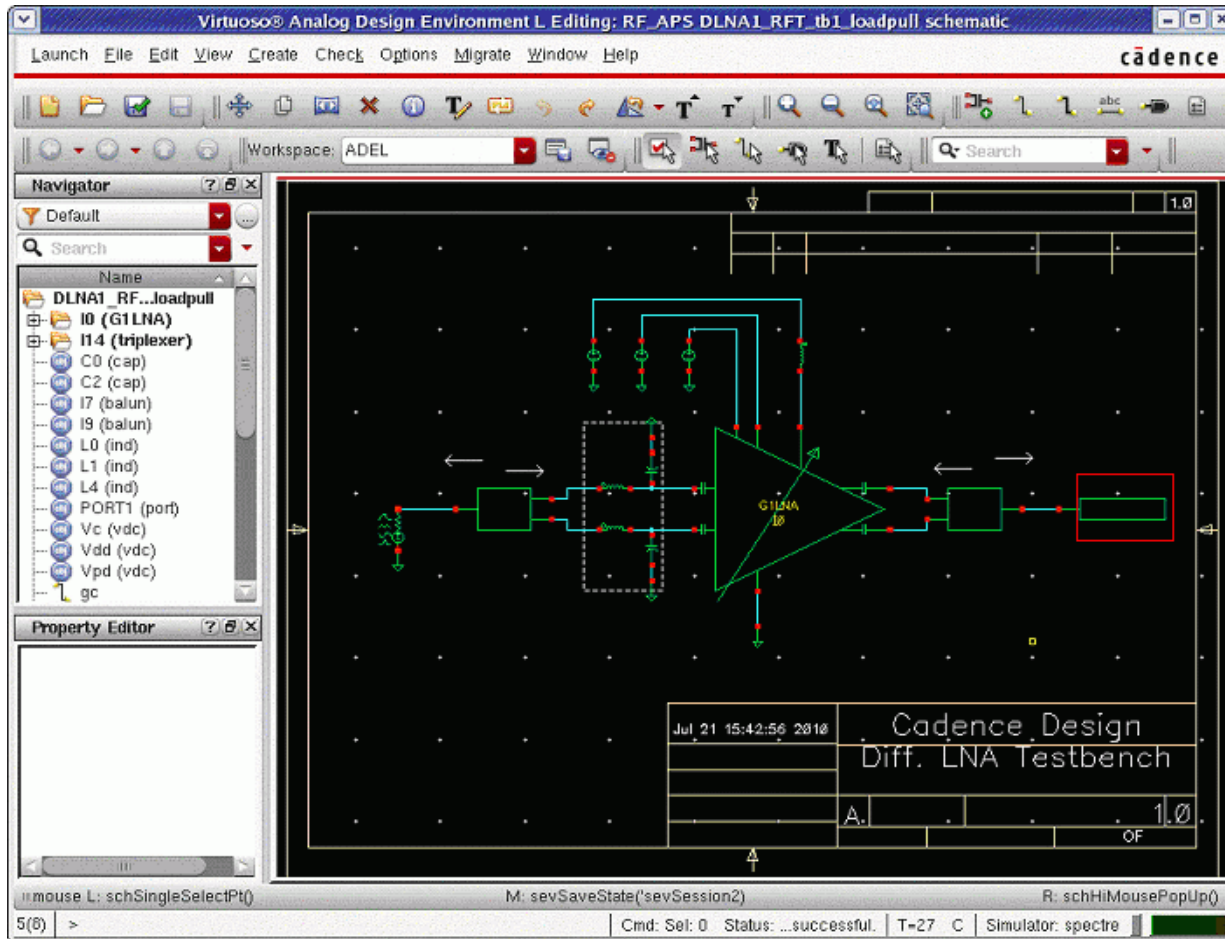 Virtuoso® Analog Design Environment L Editing: RF_APS DLNA1_RFT_tb1_loadpull schematic
Launch File Edit View Create Check Options Migrate Window Help
cādence
abc
Workspace: ADEL
Search
Navigator
Default
Search
Name
DLNA1_RF...loadpull
I0 (G1LNA)
I14 (triplexer)
C0 (cap)
C2 (cap)
I7 (balun)
I9 (balun)
L0 (ind)
L1 (ind)
L4 (ind)
PORT1 (port)
Vc (vdc)
Vdd (vdc)
Vpd (vdc)
gc
Property Editor
1.0
G1LNA
Jul 21 15:42:56 2010
Cadence Design
Diff. LNA Testbench
A
1.0
OF
mouse L: schSingleSelectPt()
M: sevSaveState('sevSession2)
R: schHiMousePopUp()
5(6) >
Cmd: Sel: 0 Status: ...successful. T=27 C Simulator: spectre